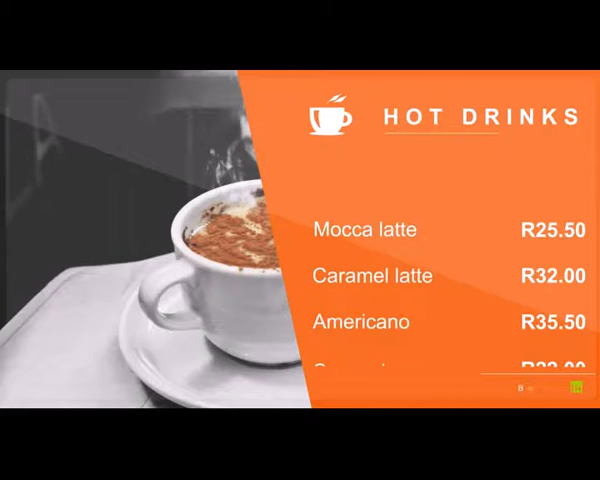 HOT DRINKS
Mocca latte R25.50
Caramel latte R32.00
Americano R35.50